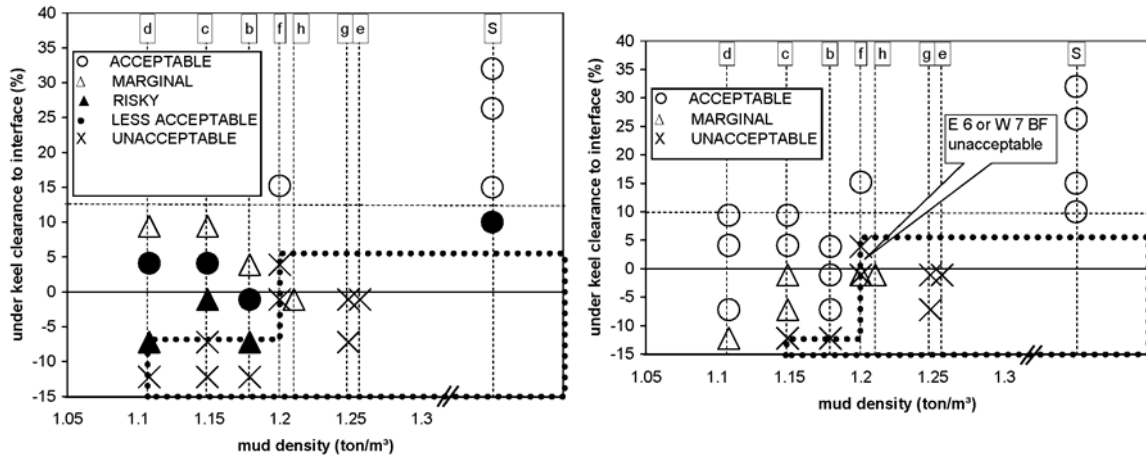 d c b f h g e S
40
35
30
25
20
15
10
5
0
-5
-10
-15
ACCEPTABLE
MARGINAL
RISKY
LESS ACCEPTABLE
UNACCEPTABLE
under keel clearance to interface (%)
1.05 1.1 1.15 1.2 1.25 1.3
mud density (ton/m³)
d c b f h g e S
40
35
30
25
20
15
10
5
0
-5
-10
-15
ACCEPTABLE
MARGINAL
UNACCEPTABLE
E 6 or W 7 BF
unacceptable
under keel clearance to interface (%)
1.05 1.1 1.15 1.2 1.25 1.3
mud density (ton/m³)